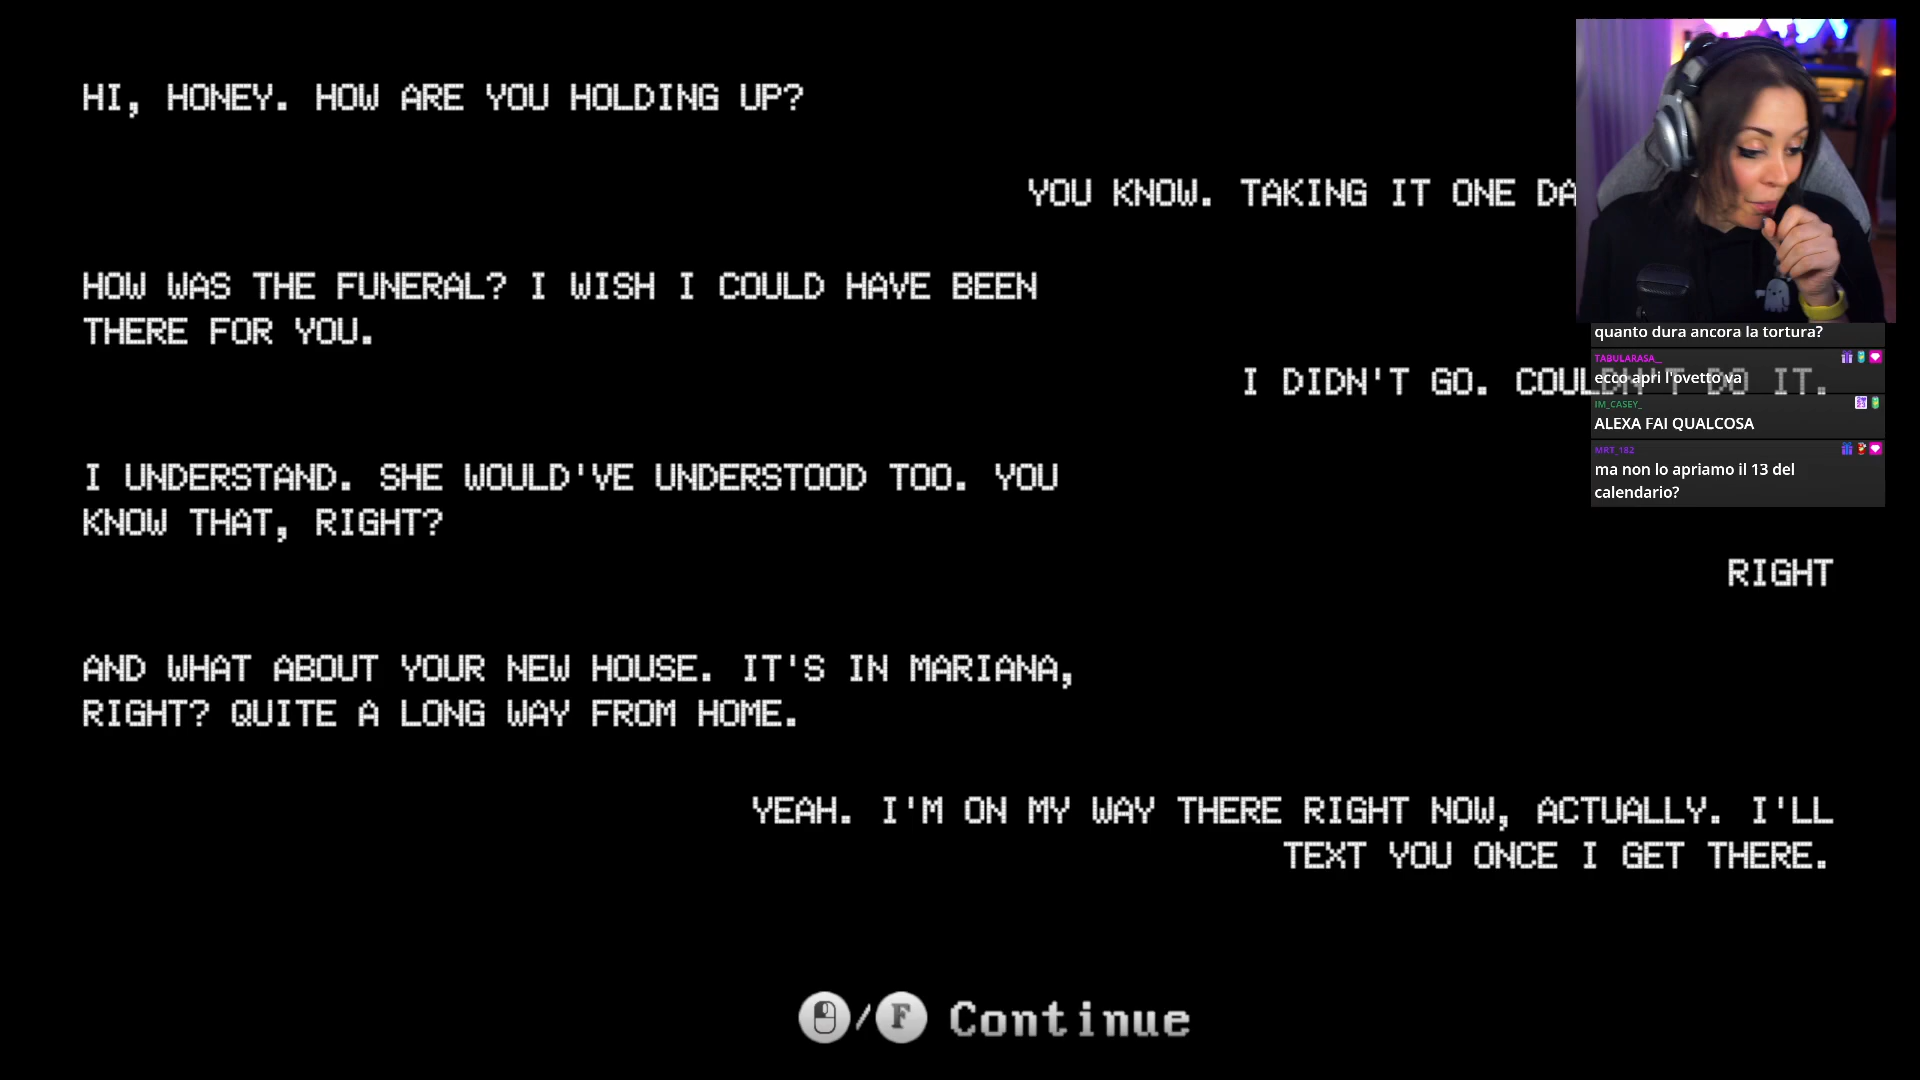 HI, HONEY. HOW ARE YOU HOLDING UP?
YOU KNOW. TAKING IT ONE
HOW WAS THE FUNERAL? I WISH I COULD HAVE BEEN
THERE FOR YOU.
I DIDN'T GO. COULDN'T DO IT.
I UNDERSTAND. SHE WOULD'VE UNDERSTOOD TOO. YOU
KNOW THAT, RIGHT?
RIGHT
AND WHAT ABOUT YOUR NEW HOUSE. IT'S IN MARIANA,
RIGHT? QUITE A LONG WAY FROM HOME.
YEAH. I'M ON MY WAY THERE RIGHT NOW, ACTUALLY. I'LL
TEXT YOU ONCE I GET THERE.
F Continue
quanto dura ancora la tortura?
TABULARASA__
ecco apri l'ovetto va
IM_CASEY_
ALEXA FAI QUALCOSA
MRT_182
ma non lo apriamo il 13 del
calendario?